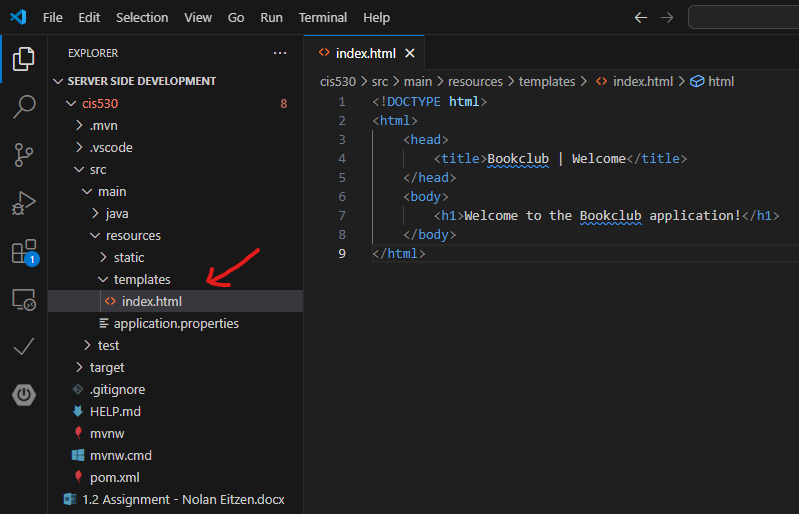 File Edit Selection View Go Run Terminal Help
EXPLORER ···
SERVER SIDE DEVELOPMENT
cis530 8
.mvn
.vscode
src
main
java
resources
static
templates
<> index.html
application.properties
test
target
.gitignore
HELP.md
mvnw
mvnw.cmd
pom.xml
1.2 Assignment - Nolan Eitzen.docx
1
<> index.html ×
cis530 > src > main > resources > templates > <> index.html > html
1 <!DOCTYPE html>
2 <html>
3     <head>
4         <title>Bookclub | Welcome</title>
5     </head>
6     <body>
7         <h1>Welcome to the Bookclub application!</h1>
8     </body>
9 </html>